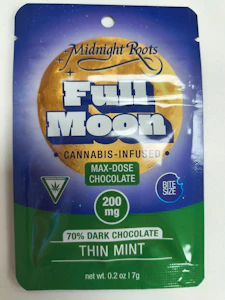 Midnight Roots
Full
Moon
• CANNABIS-INFUSED •
MAX-DOSE
CHOCOLATE
200
mg
BITE
SIZE
70% DARK CHOCOLATE
THIN MINT
net wt. 0.2 oz | 7g